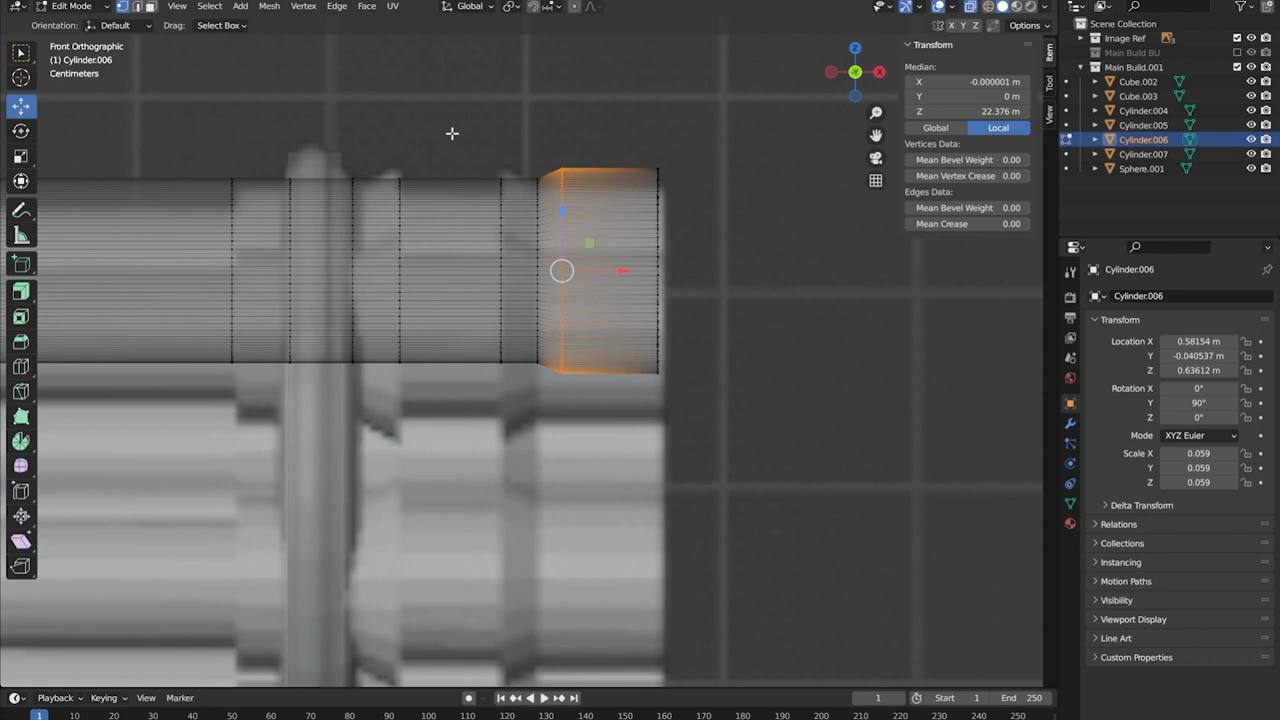 Edit Mode View Select Add Mesh Vertex Edge Face UV Global
Orientation: Default Drag: Select Box X Y Z Options
Front Orthographic
(1) Cylinder.006
Centimeters
Z
Y
X
Transform
Median:
X -0.000001 m
Y 0 m
Z 22.376 m
Global Local
Vertices Data:
Mean Bevel Weight 0.00
Mean Vertex Crease 0.00
Edges Data:
Mean Bevel Weight 0.00
Mean Crease 0.00
Item
Tool
View
Scene Collection
Image Ref 3
Main Build BU
Main Build.001
Cube.002
Cube.003
Cylinder.004
Cylinder.005
Cylinder.006
Cylinder.007
Sphere.001
Cylinder.006
Cylinder.006
Transform
Location X 0.58154 m
Y -0.040537 m
Z 0.63612 m
Rotation X 0°
Y 90°
Z 0°
Mode XYZ Euler
Scale X 0.059
Y 0.059
Z 0.059
Delta Transform
Relations
Collections
Instancing
Motion Paths
Visibility
Viewport Display
Line Art
Custom Properties
Playback Keying View Marker 1 Start 1 End 250
1 10 20 30 40 50 60 70 80 90 100 110 120 130 140 150 160 170 180 190 200 210 220 230 240 250